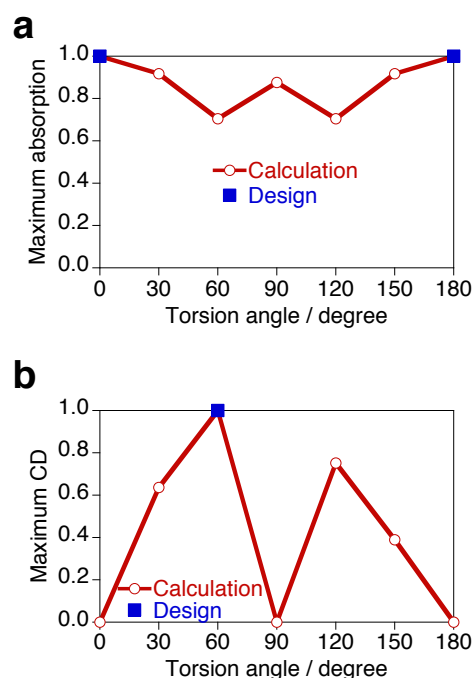 a
Maximum absorption
1.0
0.8
0.6
0.4
0.2
0.0
Calculation
Design
0 30 60 90 120 150 180
Torsion angle / degree
b
Maximum CD
1.0
0.8
0.6
0.4
0.2
0.0
Calculation
Design
0 30 60 90 120 150 180
Torsion angle / degree